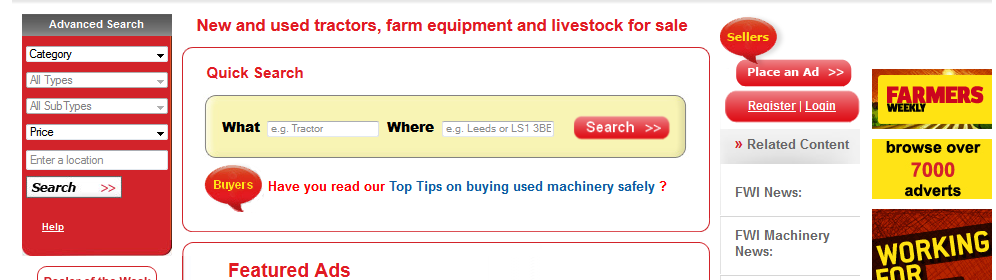 Advanced Search
Category
All Types
All SubTypes
Price
Enter a location
Search >>
Help
New and used tractors, farm equipment and livestock for sale
Quick Search
What e.g. Tractor Where e.g. Leeds or LS1 3BE Search >>
Buyers Have you read our Top Tips on buying used machinery safely ?
Featured Ads
Sellers
Place an Ad >>
Register | Login
» Related Content
FWI News:
FWI Machinery
News:
FARMERS
WEEKLY
browse over
7000
adverts
WORKING
FOR
Dealer of the Week